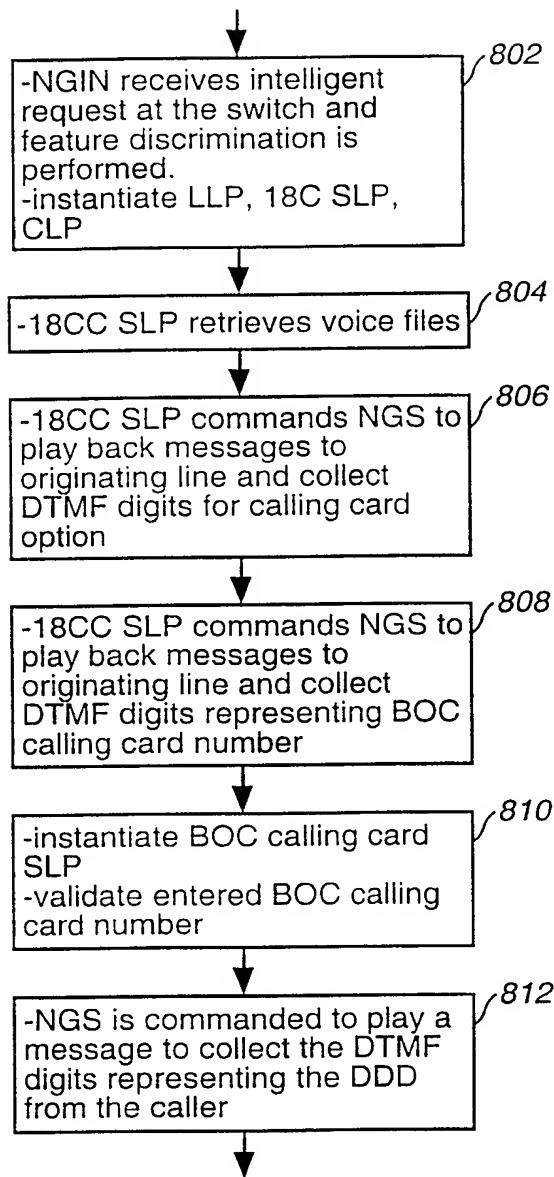 802
-NGIN receives intelligent
request at the switch and
feature discrimination is
performed.
-instantiate LLP, 18C SLP,
CLP
804
-18CC SLP retrieves voice files
806
-18CC SLP commands NGS to
play back messages to
originating line and collect
DTMF digits for calling card
option
808
-18CC SLP commands NGS to
play back messages to
originating line and collect
DTMF digits representing BOC
calling card number
810
-instantiate BOC calling card
SLP
-validate entered BOC calling
card number
812
-NGS is commanded to play a
message to collect the DTMF
digits representing the DDD
from the caller